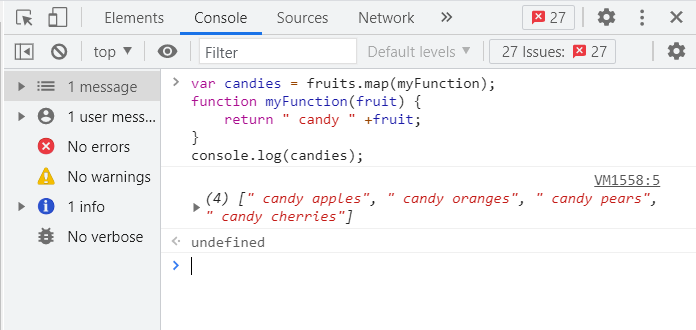 Elements Console Sources Network » 27
top ▾ Filter Default levels ▾ 27 Issues: 27
1 message
1 user mess...
No errors
No warnings
1 info
No verbose
> var candies = fruits.map(myFunction);
function myFunction(fruit) {
    return " candy " +fruit;
}
console.log(candies);
VM1558:5
(4) [" candy apples", " candy oranges", " candy pears",
" candy cherries"]
undefined
>